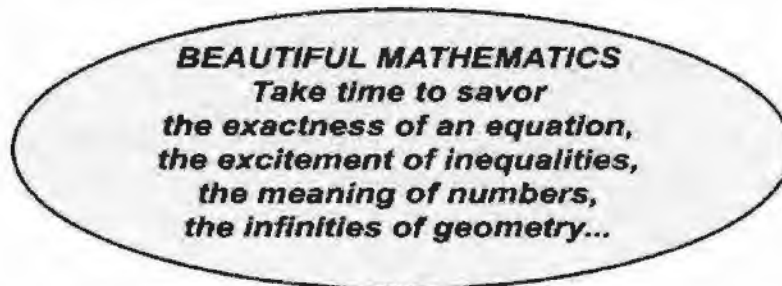 BEAUTIFUL MATHEMATICS
Take time to savor
the exactness of an equation,
the excitement of inequalities,
the meaning of numbers,
the infinities of geometry...